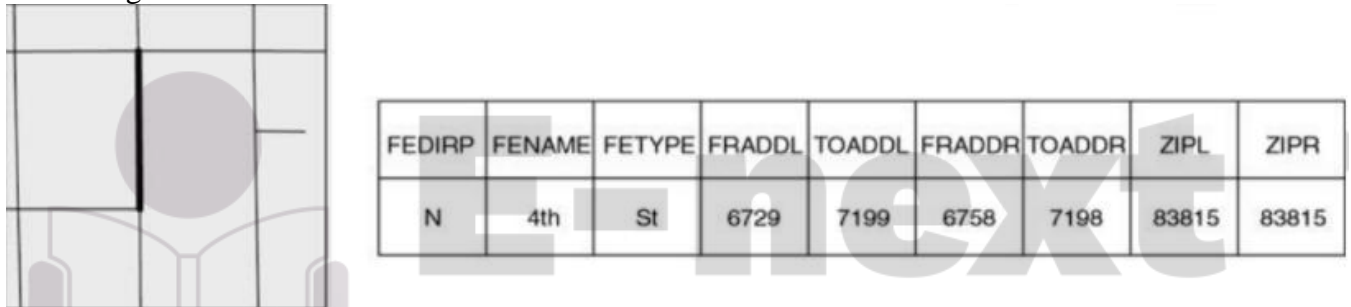 FEDIRP FENAME FETYPE FRADDL TOADDL FRADDR TOADDR ZIPL ZIPR
N 4th St 6729 7199 6758 7198 83815 83815
E-next